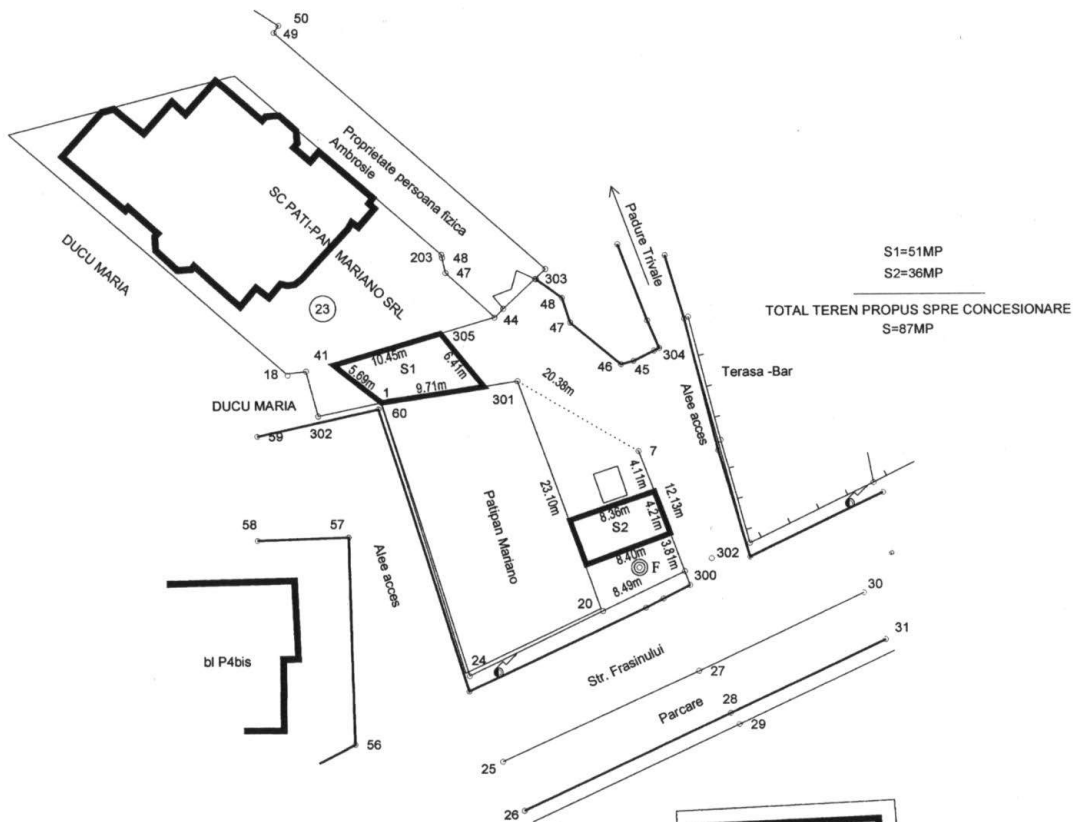 50
49
Proprietate persoana fizica
Ambrosie
SC PATI-PAN MARIANO SRL
DUCU MARIA
23
203
48
47
44
303
48
47
46
45
304
Padure Trivale
S1=51MP
S2=36MP
TOTAL TEREN PROPUS SPRE CONCESIONARE
S=87MP
Terasa -Bar
Alee acces
305
41
10.45m
S1
6.41m
5.69m
9.71m
18
1
60
301
20.38m
DUCU MARIA
302
59
7
4.11m
12.13m
23.10m
8.36m
4.21m
S2
8.40m
3.81m
302
F
8.49m
300
20
Patipan Mariano
58
57
Alee acces
bl P4bis
24
56
30
31
Str. Frasinului
27
Parcare
28
29
25
26